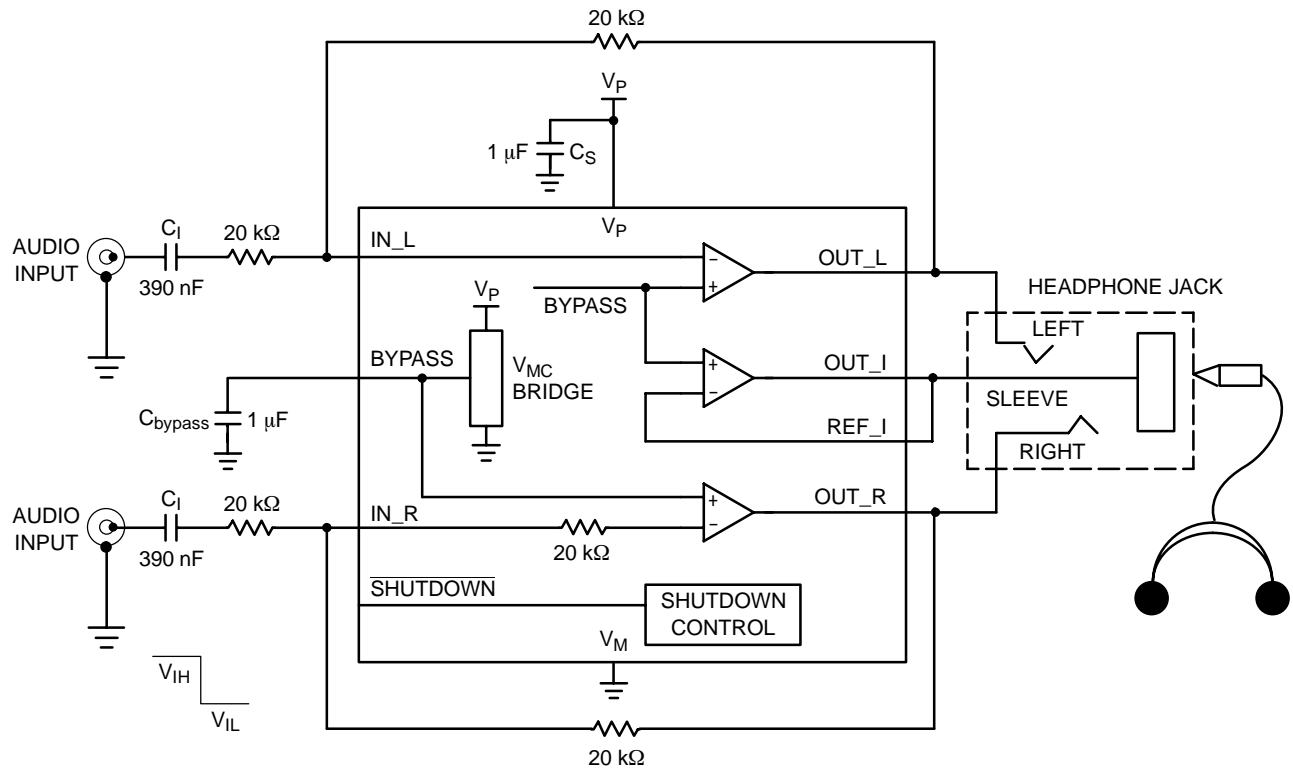 20 kΩ
V_P
1 μF
C_S
V_P
AUDIO
INPUT
C_I
390 nF
20 kΩ
IN_L
−
+
OUT_L
BYPASS
V_P
V_MC
BRIDGE
BYPASS
C_bypass
1 μF
+
−
OUT_I
REF_I
HEADPHONE JACK
LEFT
SLEEVE
RIGHT
AUDIO
INPUT
C_I
390 nF
20 kΩ
IN_R
20 kΩ
+
−
OUT_R
SHUTDOWN
SHUTDOWN
CONTROL
V_M
V_IH
V_IL
20 kΩ